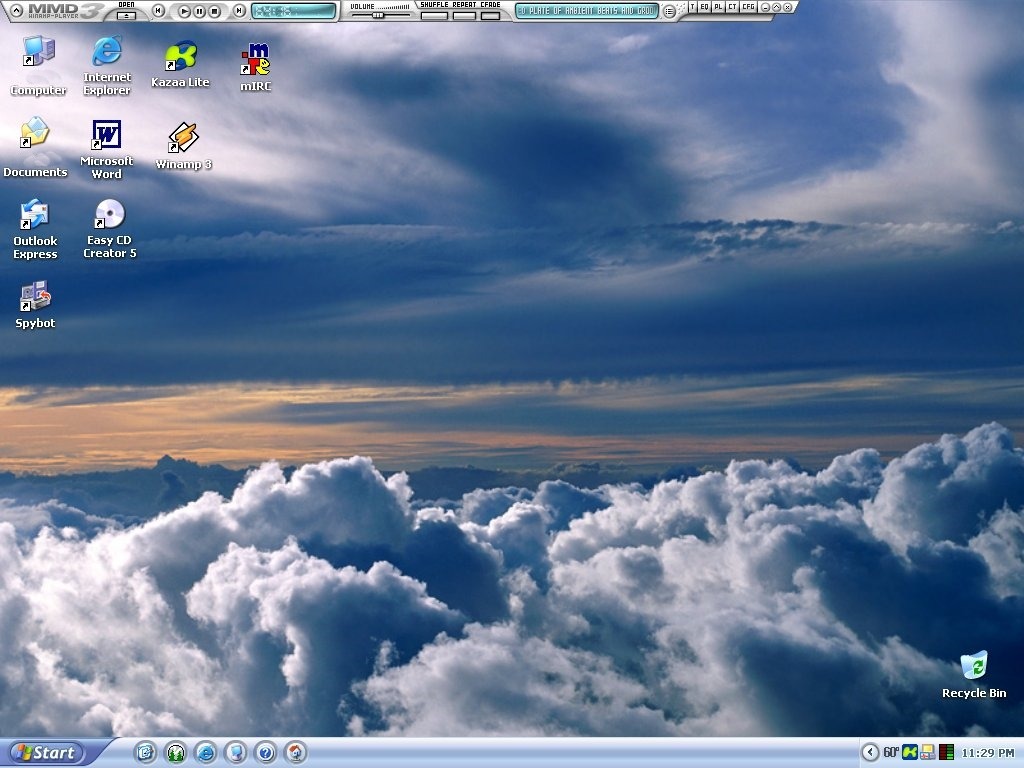 MMD3
WINAMP-PLAYER
OPEN
VOLUME
SHUFFLE REPEAT CFADE
PLATE OF AMBIENT BEATS AND
T EQ PL CT CFG
Computer
Internet
Explorer
Kazaa Lite
mIRC
Documents
Microsoft
Word
Winamp 3
Outlook
Express
Easy CD
Creator 5
Spybot
Recycle Bin
Start
60°
11:29 PM